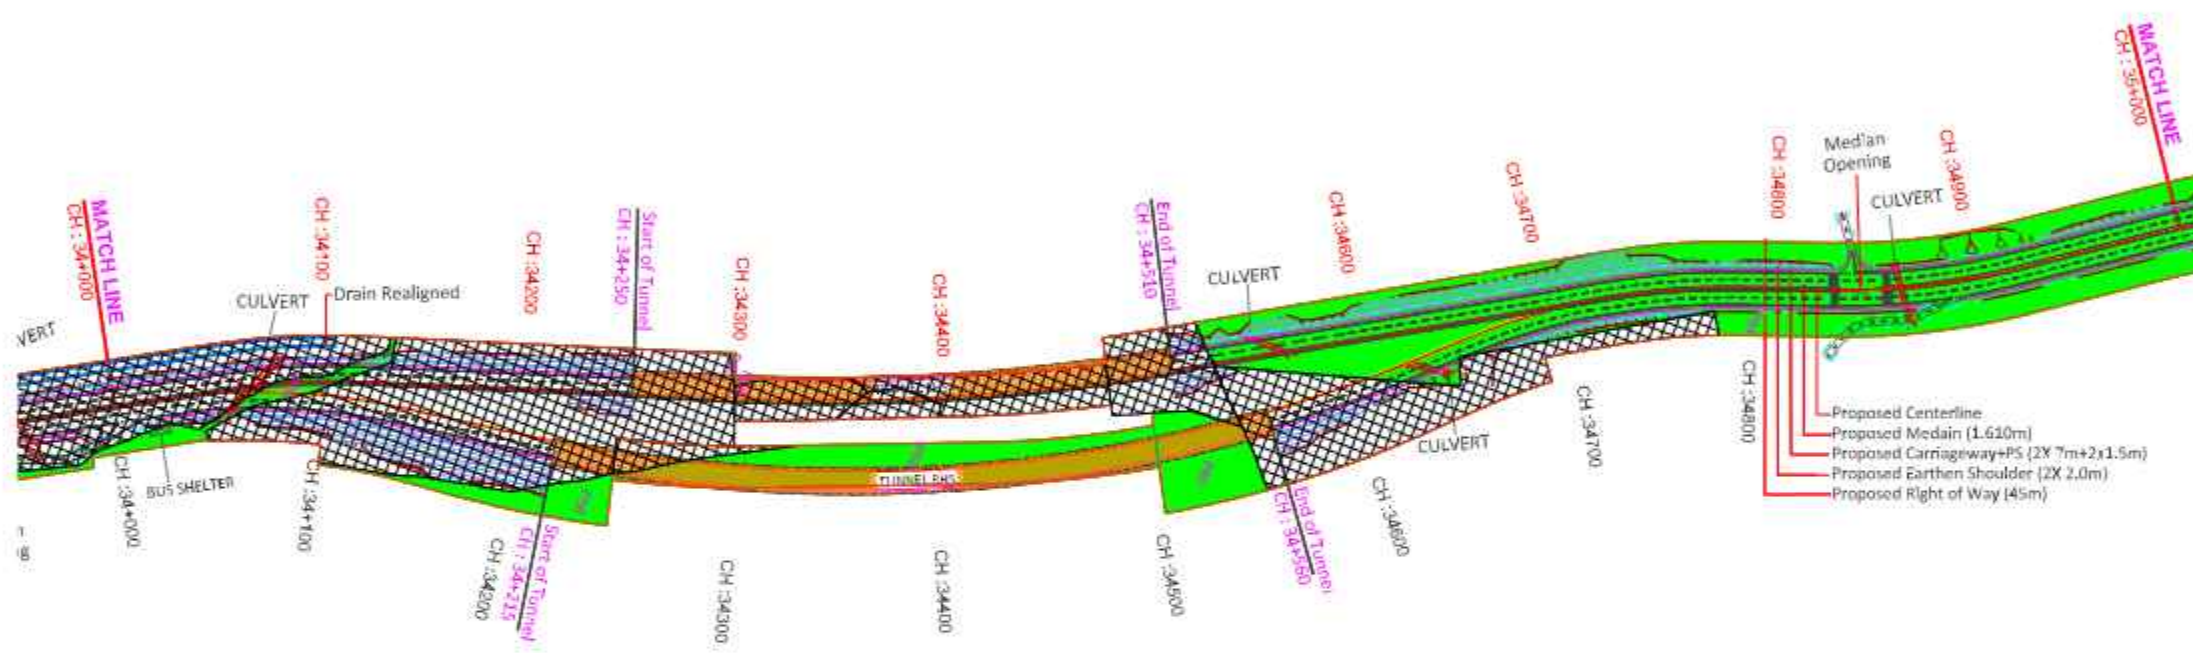 MATCH LINE
CH : 34+000
CH :34100
CH :34200
Start of Tunnel
CH : 34+250
CH :34300
CH :34400
End of Tunnel
CH : 34+510
CH :34600
CH :34700
CH :34800
Median
Opening
CH :34900
MATCH LINE
CH : 35+000
VERT
CULVERT
Drain Realigned
CULVERT
CULVERT
BUS SHELTER
TUNNEL RHS
CULVERT
CH :34+000
CH :34+100
CH :34200
Start of Tunnel
CH :34300
CH :34400
CH :34500
End of Tunnel
CH : 34+560
CH :34600
CH :34700
CH :34800
Proposed Centerline
Proposed Medain (1.610m)
Proposed Carriageway+PS (2X 7m+2x1.5m)
Proposed Earthen Shoulder (2X 2.0m)
Proposed Right of Way (45m)